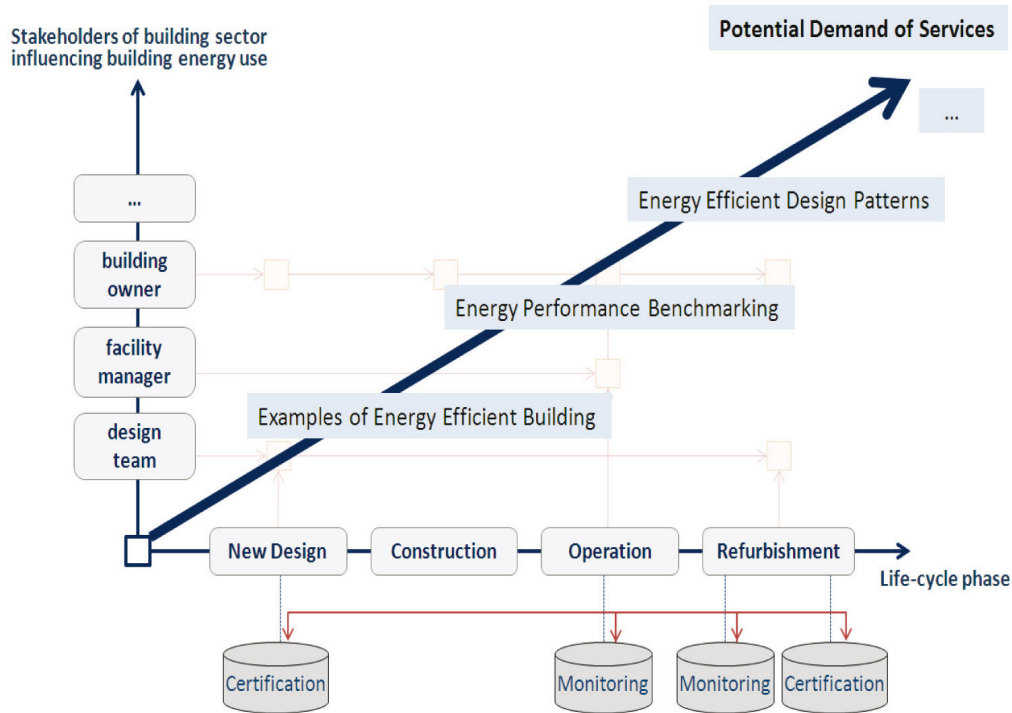 Stakeholders of building sector
influencing building energy use
Potential Demand of Services
...
Energy Efficient Design Patterns
...
building
owner
Energy Performance Benchmarking
facility
manager
Examples of Energy Efficient Building
design
team
New Design
Construction
Operation
Refurbishment
Life-cycle phase
Certification
Monitoring
Monitoring
Certification